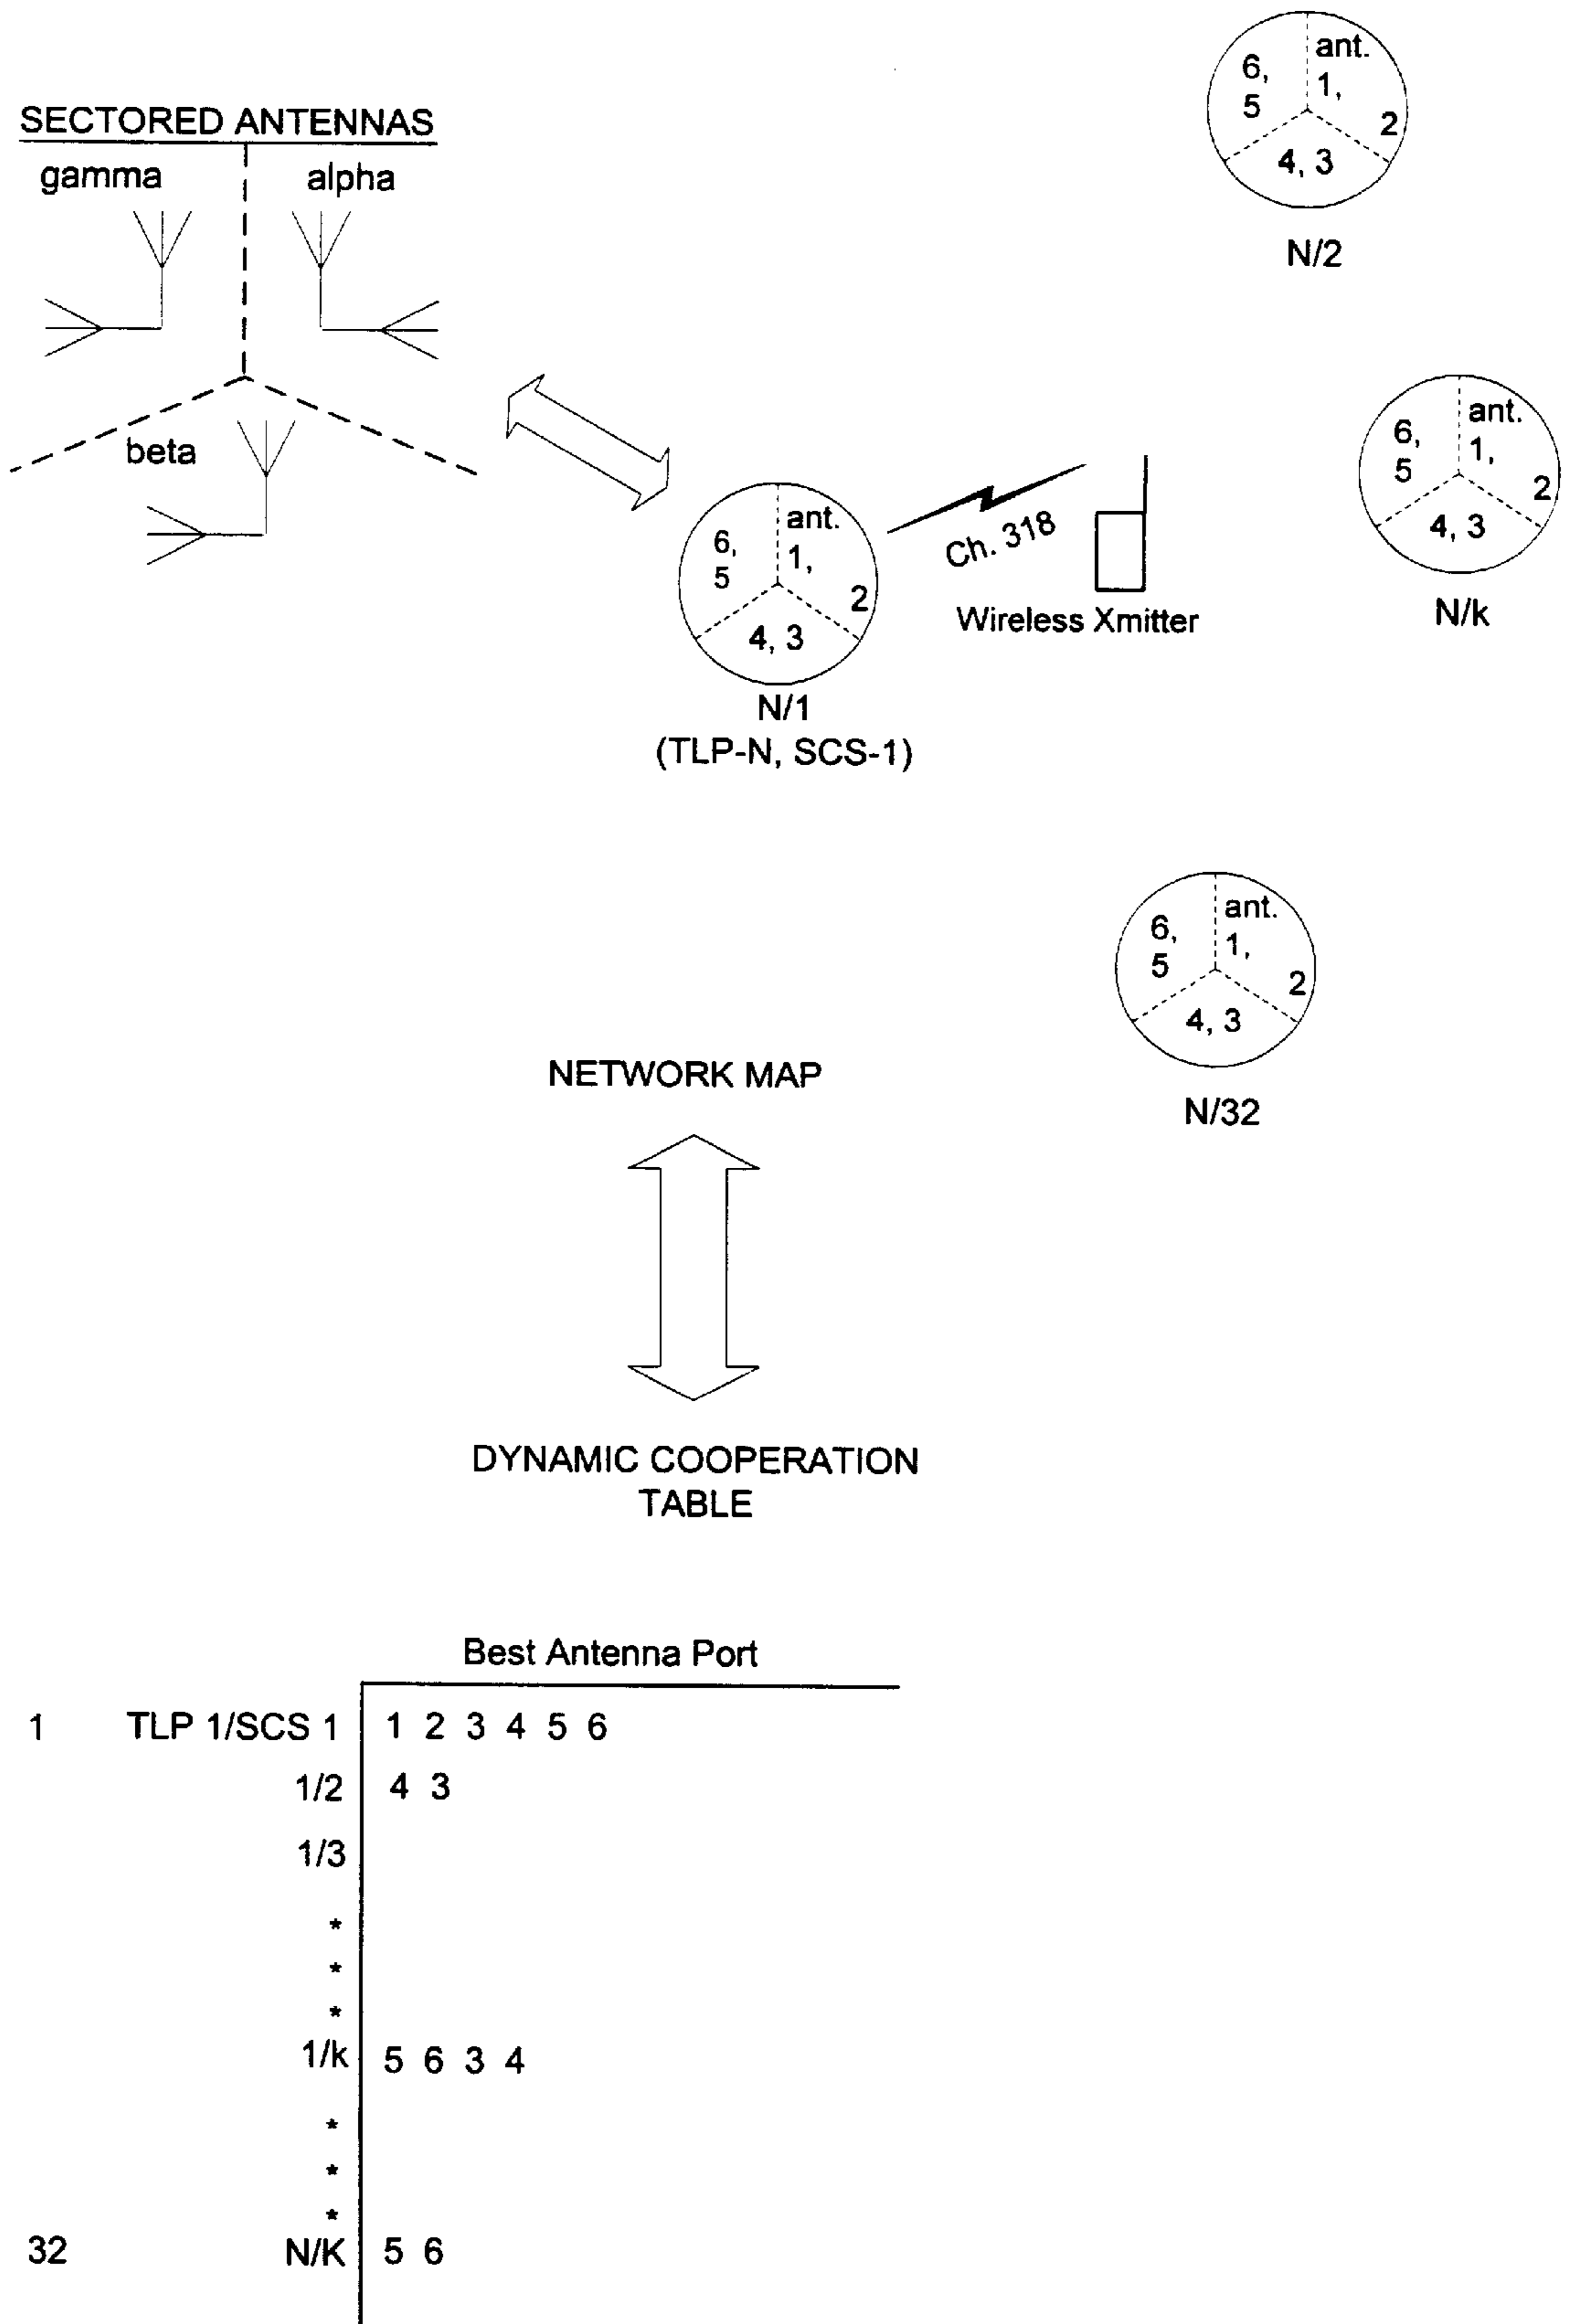 SECTORED ANTENNAS
gamma alpha
beta
ant.
6, 1,
5 2
4, 3
N/2
ant.
6, 1,
5 2
4, 3
N/k
ant.
6, 1,
5 2
4, 3
N/1
(TLP-N, SCS-1)
Ch. 318
Wireless Xmitter
ant.
6, 1,
5 2
4, 3
N/32
NETWORK MAP
DYNAMIC COOPERATION
TABLE
Best Antenna Port
1 TLP 1/SCS 1 1 2 3 4 5 6
1/2 4 3
1/3
*
*
*
1/k 5 6 3 4
*
*
*
32 N/K 5 6